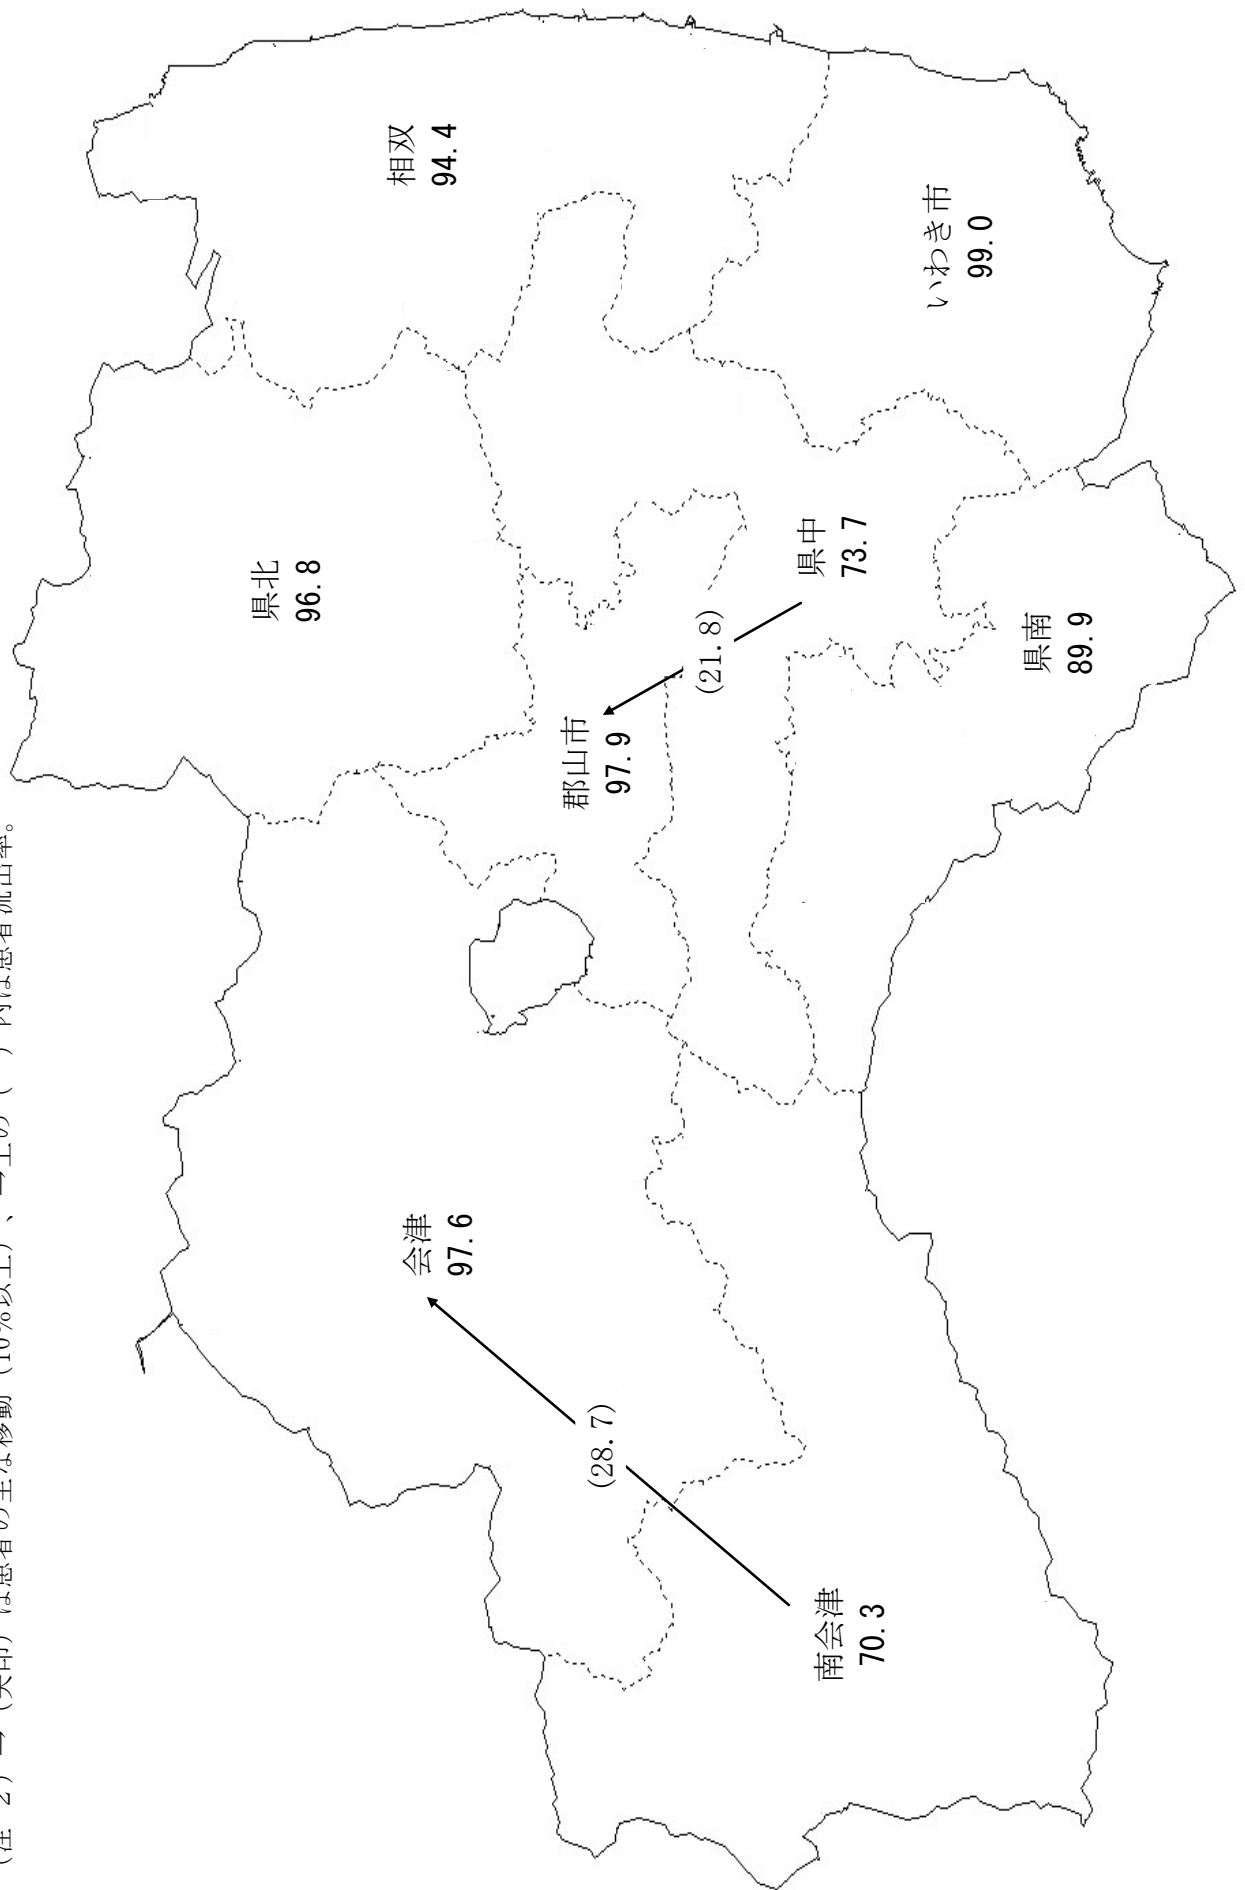 (注 2) → (矢印) は患者の主な移動 (10%以上) 、→上の ( ) 内は患者流出率。
会津
97.6
南会津
70.3
(28.7)
県北
96.8
郡山市
97.9
(21.8)
県中
73.7
県南
89.9
相双
94.4
いわき市
99.0